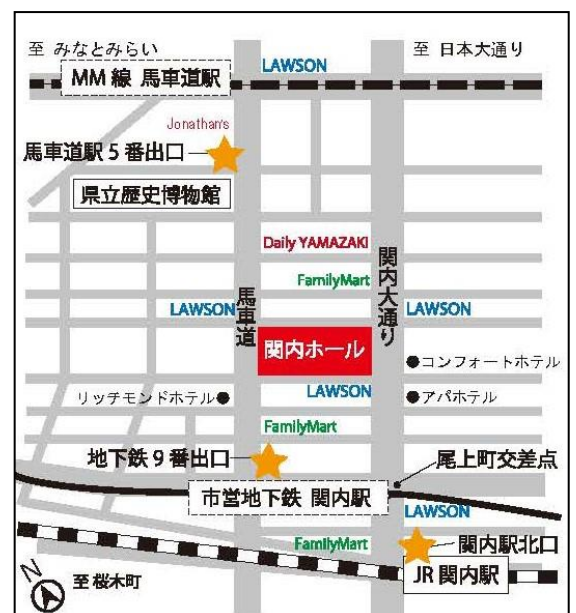 至 みなとみらい
至 日本大通り
LAWSON
MM線 馬車道駅
Jonathan's
馬車道駅5番出口
県立歴史博物館
Daily YAMAZAKI
FamilyMart
関内大通り
馬車道
LAWSON
LAWSON
関内ホール
コンフォートホテル
リッチモンドホテル
LAWSON
アパホテル
FamilyMart
地下鉄9番出口
尾上町交差点
市営地下鉄 関内駅
LAWSON
FamilyMart
関内駅北口
JR関内駅
N
至 桜木町